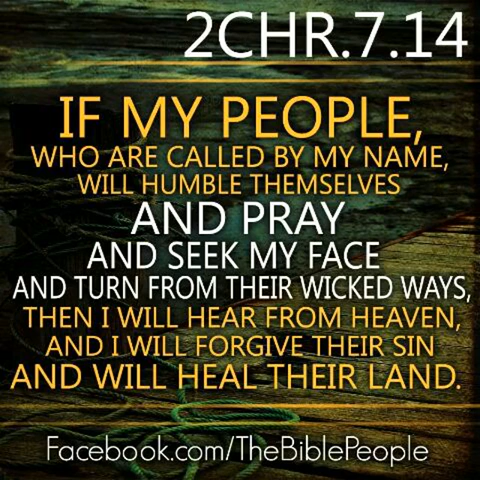 2CHR.7.14
IF MY PEOPLE,
WHO ARE CALLED BY MY NAME,
WILL HUMBLE THEMSELVES
AND PRAY
AND SEEK MY FACE
AND TURN FROM THEIR WICKED WAYS,
THEN I WILL HEAR FROM HEAVEN,
AND I WILL FORGIVE THEIR SIN
AND WILL HEAL THEIR LAND.
Facebook.com/TheBiblePeople